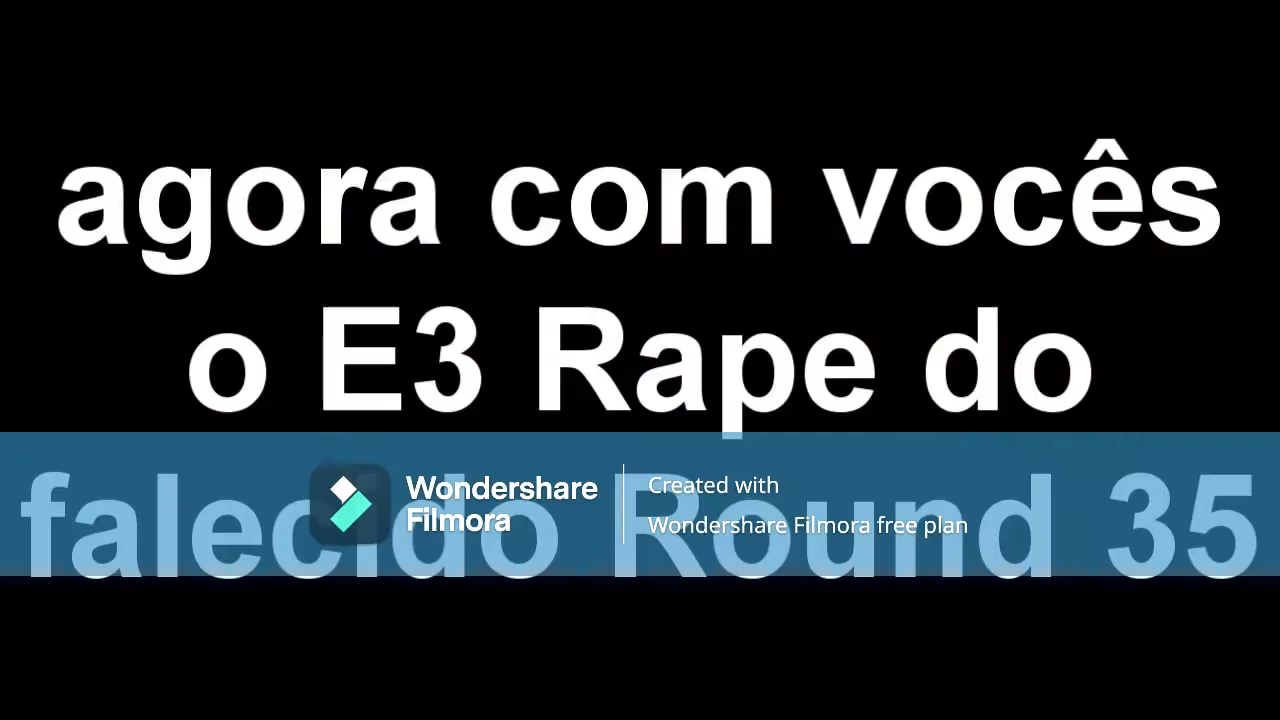 agora com vocês
o E3 Rape do
falecido Round 35
Wondershare
Filmora
Created with
Wondershare Filmora free plan